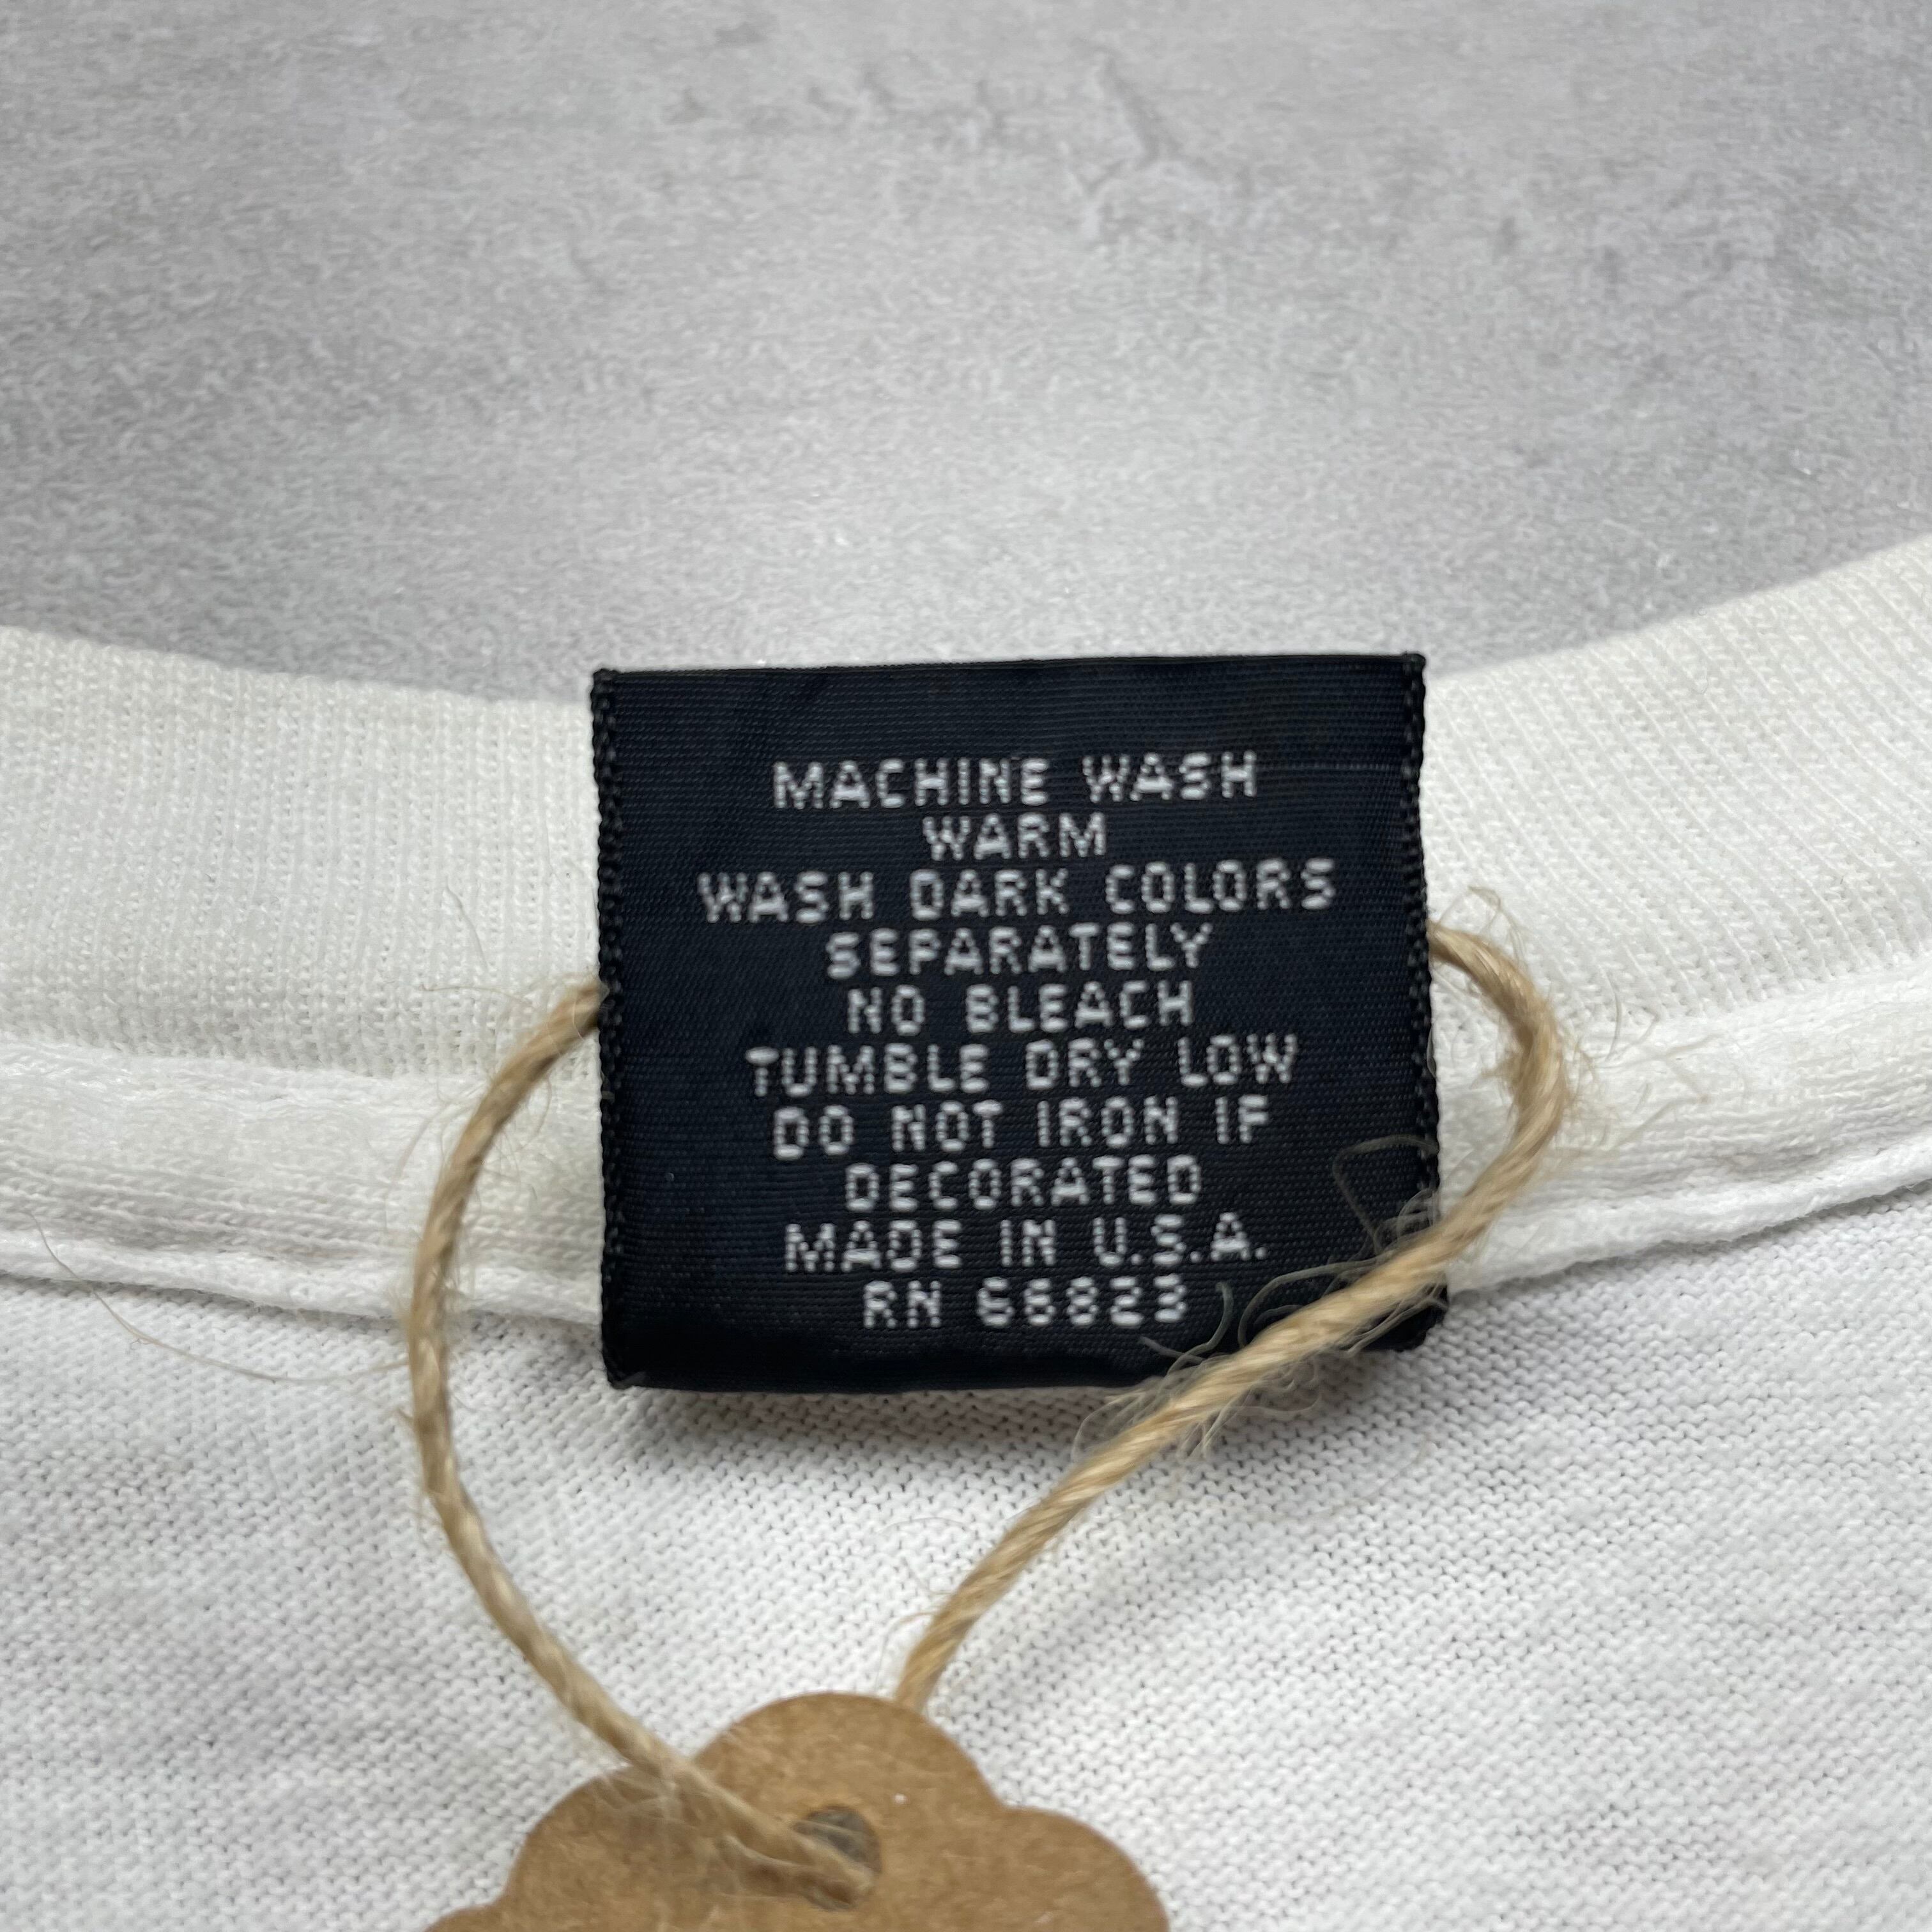 MACHINE WASH
WARM
WASH DARK COLORS
SEPARATELY
NO BLEACH
TUMBLE DRY LOW
DO NOT IRON IF
DECORATED
MADE IN U.S.A.
RN 66823